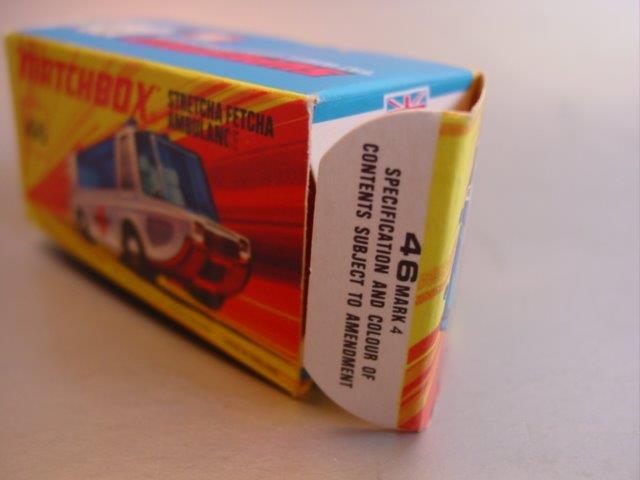 MATCHBOX
STRETCHA FETCHA
AMBULANCE
46 MARK 4
SPECIFICATION AND COLOUR OF
CONTENTS SUBJECT TO AMENDMENT